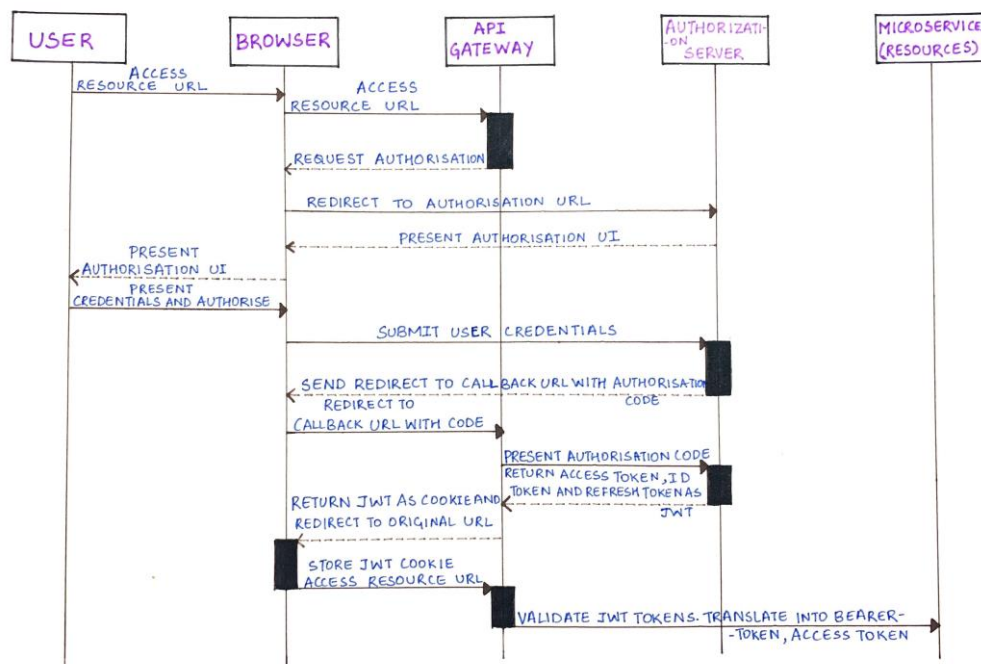 USER
BROWSER
API
GATEWAY
AUTHORIZATI-
-ON
SERVER
MICROSERVICE
(RESOURCES)
ACCESS
RESOURCE URL
ACCESS
RESOURCE URL
REQUEST AUTHORISATION
REDIRECT TO AUTHORISATION URL
PRESENT AUTHORISATION UI
PRESENT
AUTHORISATION UI
PRESENT
CREDENTIALS AND AUTHORISE
SUBMIT USER CREDENTIALS
SEND REDIRECT TO CALLBACK URL WITH AUTHORISATION
CODE
REDIRECT TO
CALLBACK URL WITH CODE
PRESENT AUTHORISATION CODE
RETURN ACCESS TOKEN, ID
TOKEN AND REFRESH TOKEN AS
JWT
RETURN JWT AS COOKIE AND
REDIRECT TO ORIGINAL URL
STORE JWT COOKIE
ACCESS RESOURCE URL
VALIDATE JWT TOKENS. TRANSLATE INTO BEARER-
-TOKEN, ACCESS TOKEN